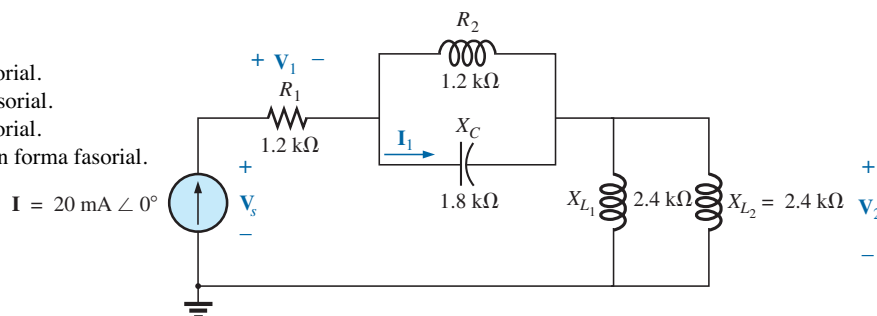 orial.
sorial.
orial.
n forma fasorial.
R2
1.2 kΩ
+ V1 −
R1
1.2 kΩ
I1
XC
1.8 kΩ
I = 20 mA ∠ 0°
+
Vs
−
XL1
2.4 kΩ
XL2 = 2.4 kΩ
+
V2
−